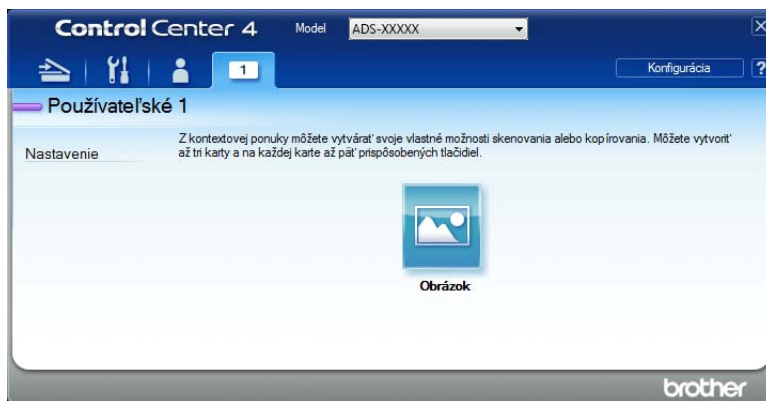 Control Center 4 Model ADS-XXXXX
1 Konfigurácia ?
Používateľské 1
Nastavenie
Z kontextovej ponuky môžete vytvárať svoje vlastné možnosti skenovania alebo kopírovania. Môžete vytvoriť
až tri karty a na každej karte až päť prispôsobených tlačidiel.
Obrázok
brother